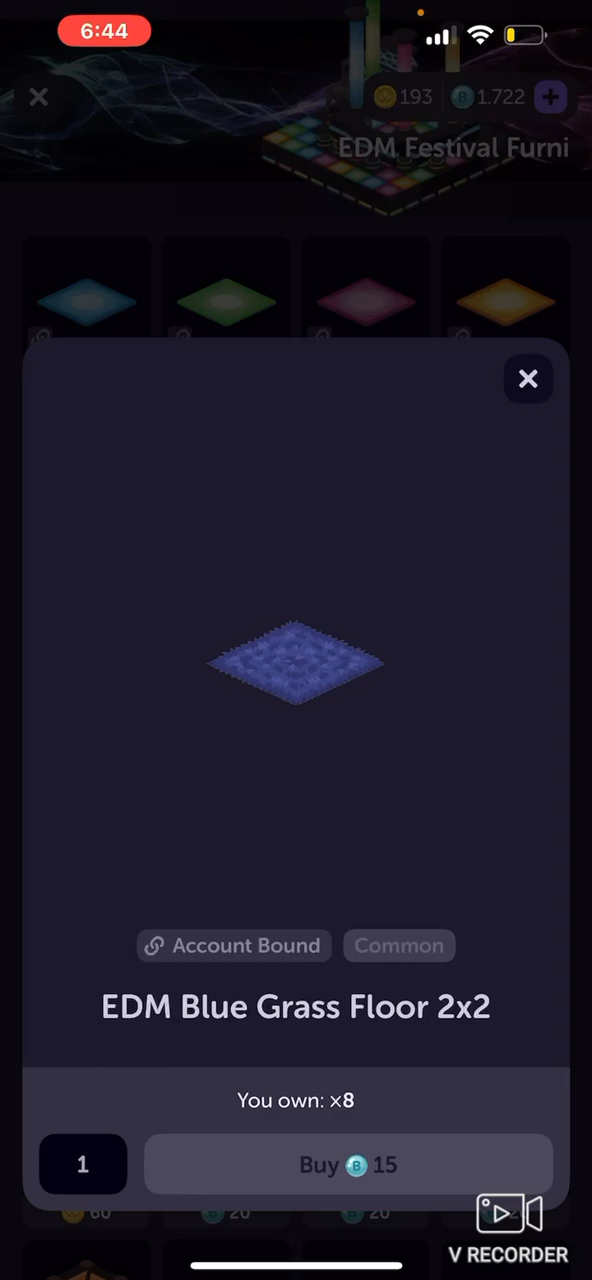 6:44
193
B 1.722
EDM Festival Furni
Account Bound
Common
EDM Blue Grass Floor 2x2
You own: x8
1
Buy B 15
60
B 20
B 20
V RECORDER